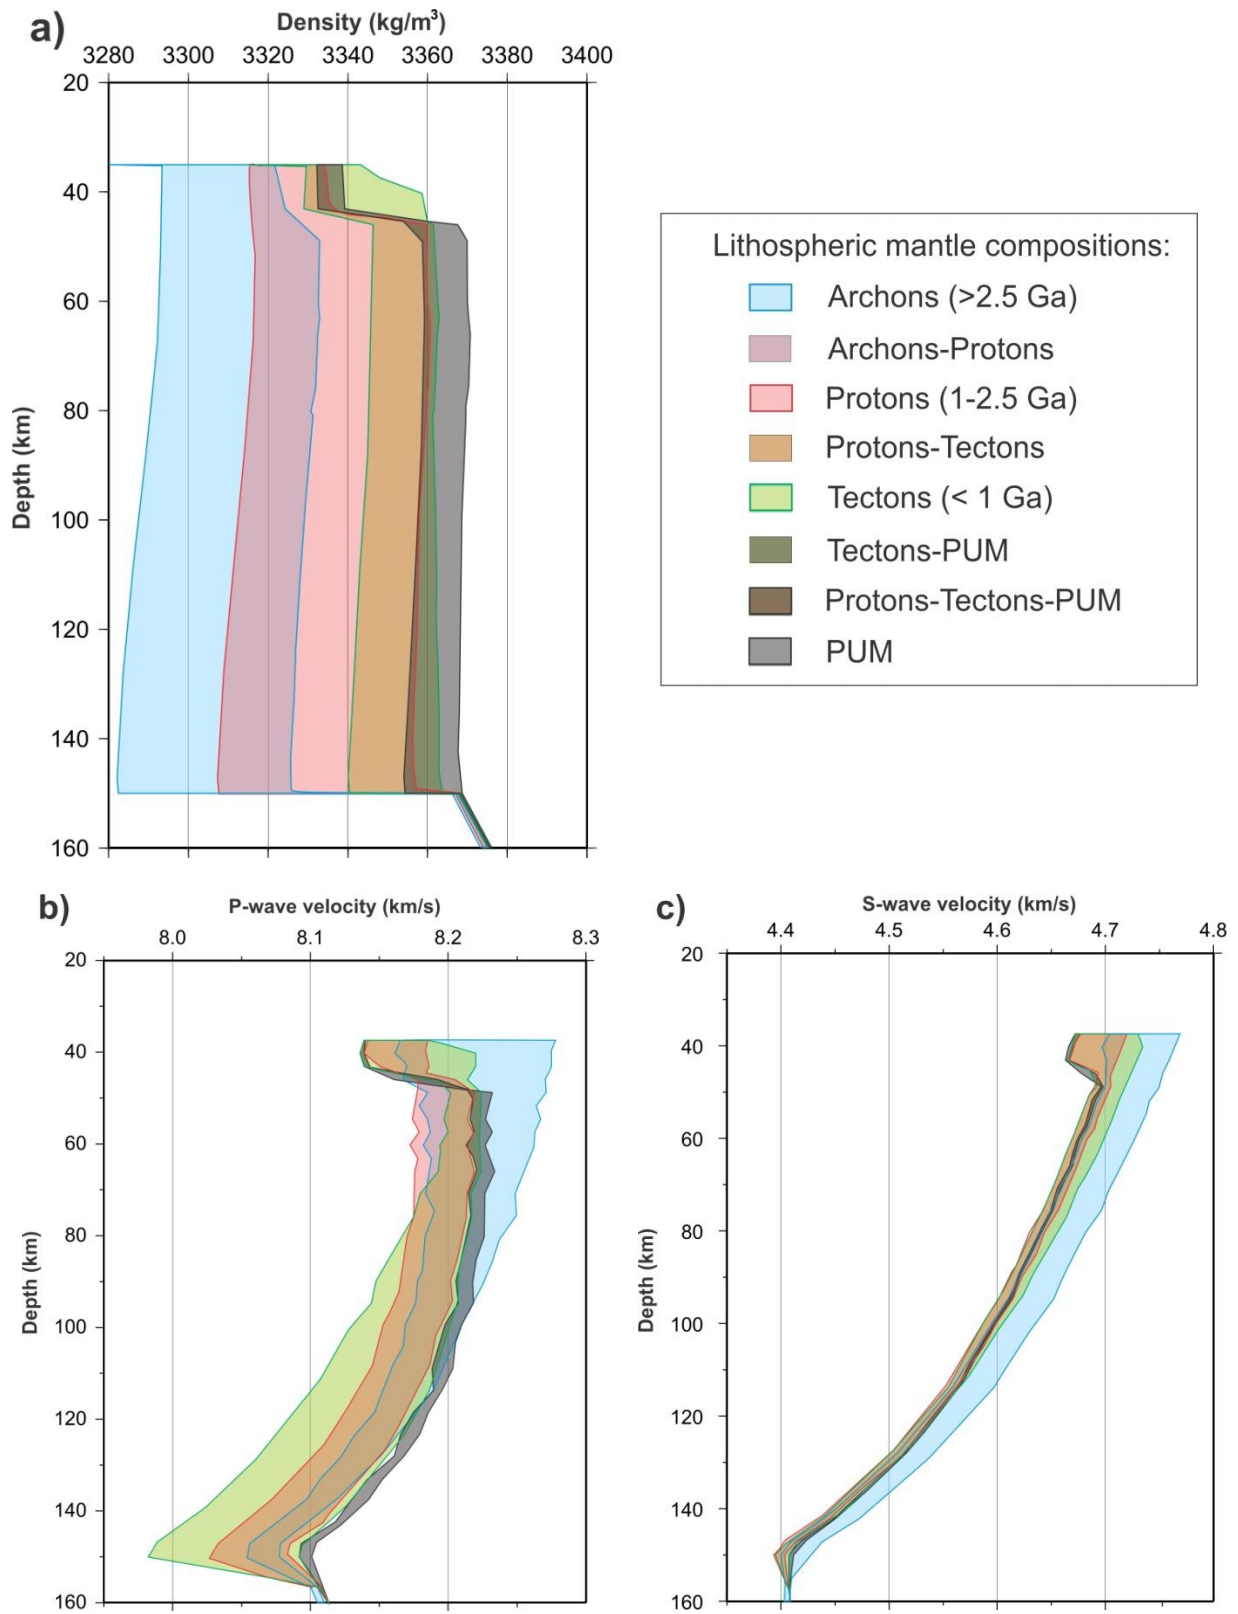 a)
Density (kg/m³)
3280 3300 3320 3340 3360 3380 3400
20
40
60
80
100
120
140
160
Depth (km)
Lithospheric mantle compositions:
Archons (>2.5 Ga)
Archons-Protons
Protons (1-2.5 Ga)
Protons-Tectons
Tectons (< 1 Ga)
Tectons-PUM
Protons-Tectons-PUM
PUM
b)
P-wave velocity (km/s)
8.0 8.1 8.2 8.3
20
40
60
80
100
120
140
160
Depth (km)
c)
S-wave velocity (km/s)
4.4 4.5 4.6 4.7 4.8
20
40
60
80
100
120
140
160
Depth (km)